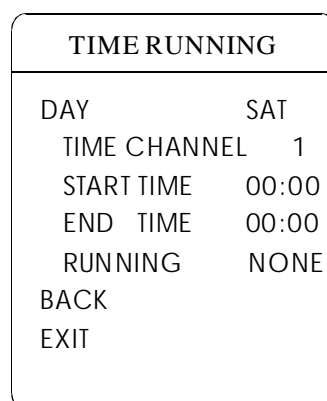 TIME RUNNING
DAY SAT
TIME CHANNEL 1
START TIME 00:00
END TIME 00:00
RUNNING NONE
BACK
EXIT